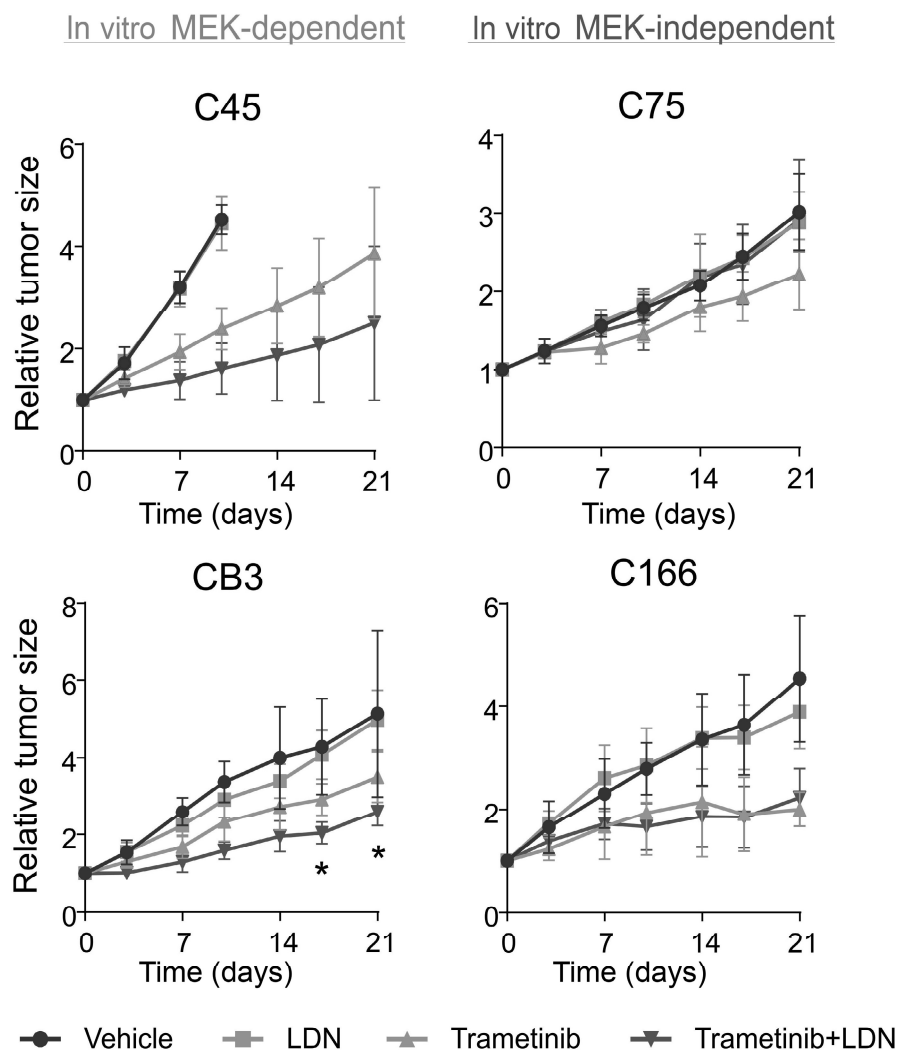 In vitro MEK-dependent
In vitro MEK-independent
C45
Relative tumor size
6
4
2
0
0 7 14 21
Time (days)
C75
4
3
2
1
0
0 7 14 21
Time (days)
CB3
Relative tumor size
8
6
4
2
0
* *
0 7 14 21
Time (days)
C166
6
4
2
0
0 7 14 21
Time (days)
Vehicle LDN Trametinib Trametinib+LDN